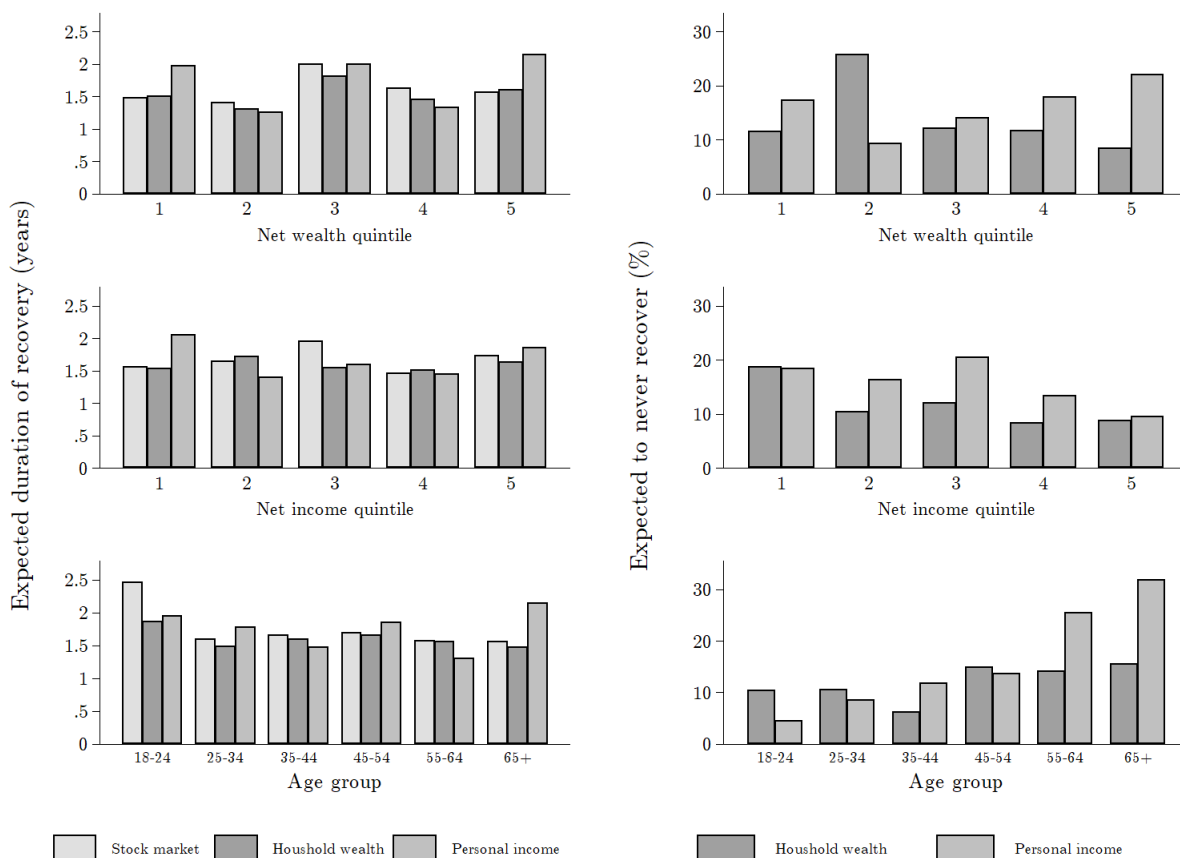 Expected duration of recovery (years)
2.5
2
1.5
1
.5
0
1 2 3 4 5
Net wealth quintile
2.5
2
1.5
1
.5
0
1 2 3 4 5
Net income quintile
2.5
2
1.5
1
.5
0
18-24 25-34 35-44 45-54 55-64 65+
Age group
Stock market Houshold wealth Personal income
Expected to never recover (%)
30
20
10
0
1 2 3 4 5
Net wealth quintile
30
20
10
0
1 2 3 4 5
Net income quintile
30
20
10
0
18-24 25-34 35-44 45-54 55-64 65+
Age group
Houshold wealth Personal income